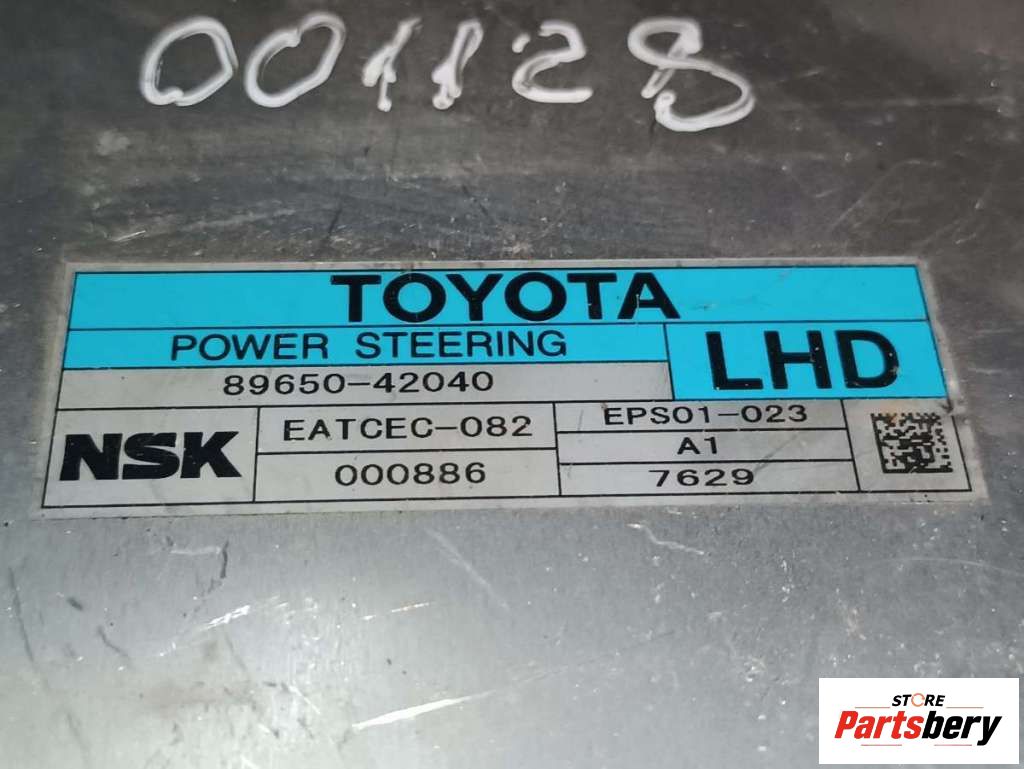 001128
TOYOTA
POWER STEERING
LHD
89650-42040
NSK
EATCEC-082
EPS01-023
A1
000886
7629
STORE
Partsbery